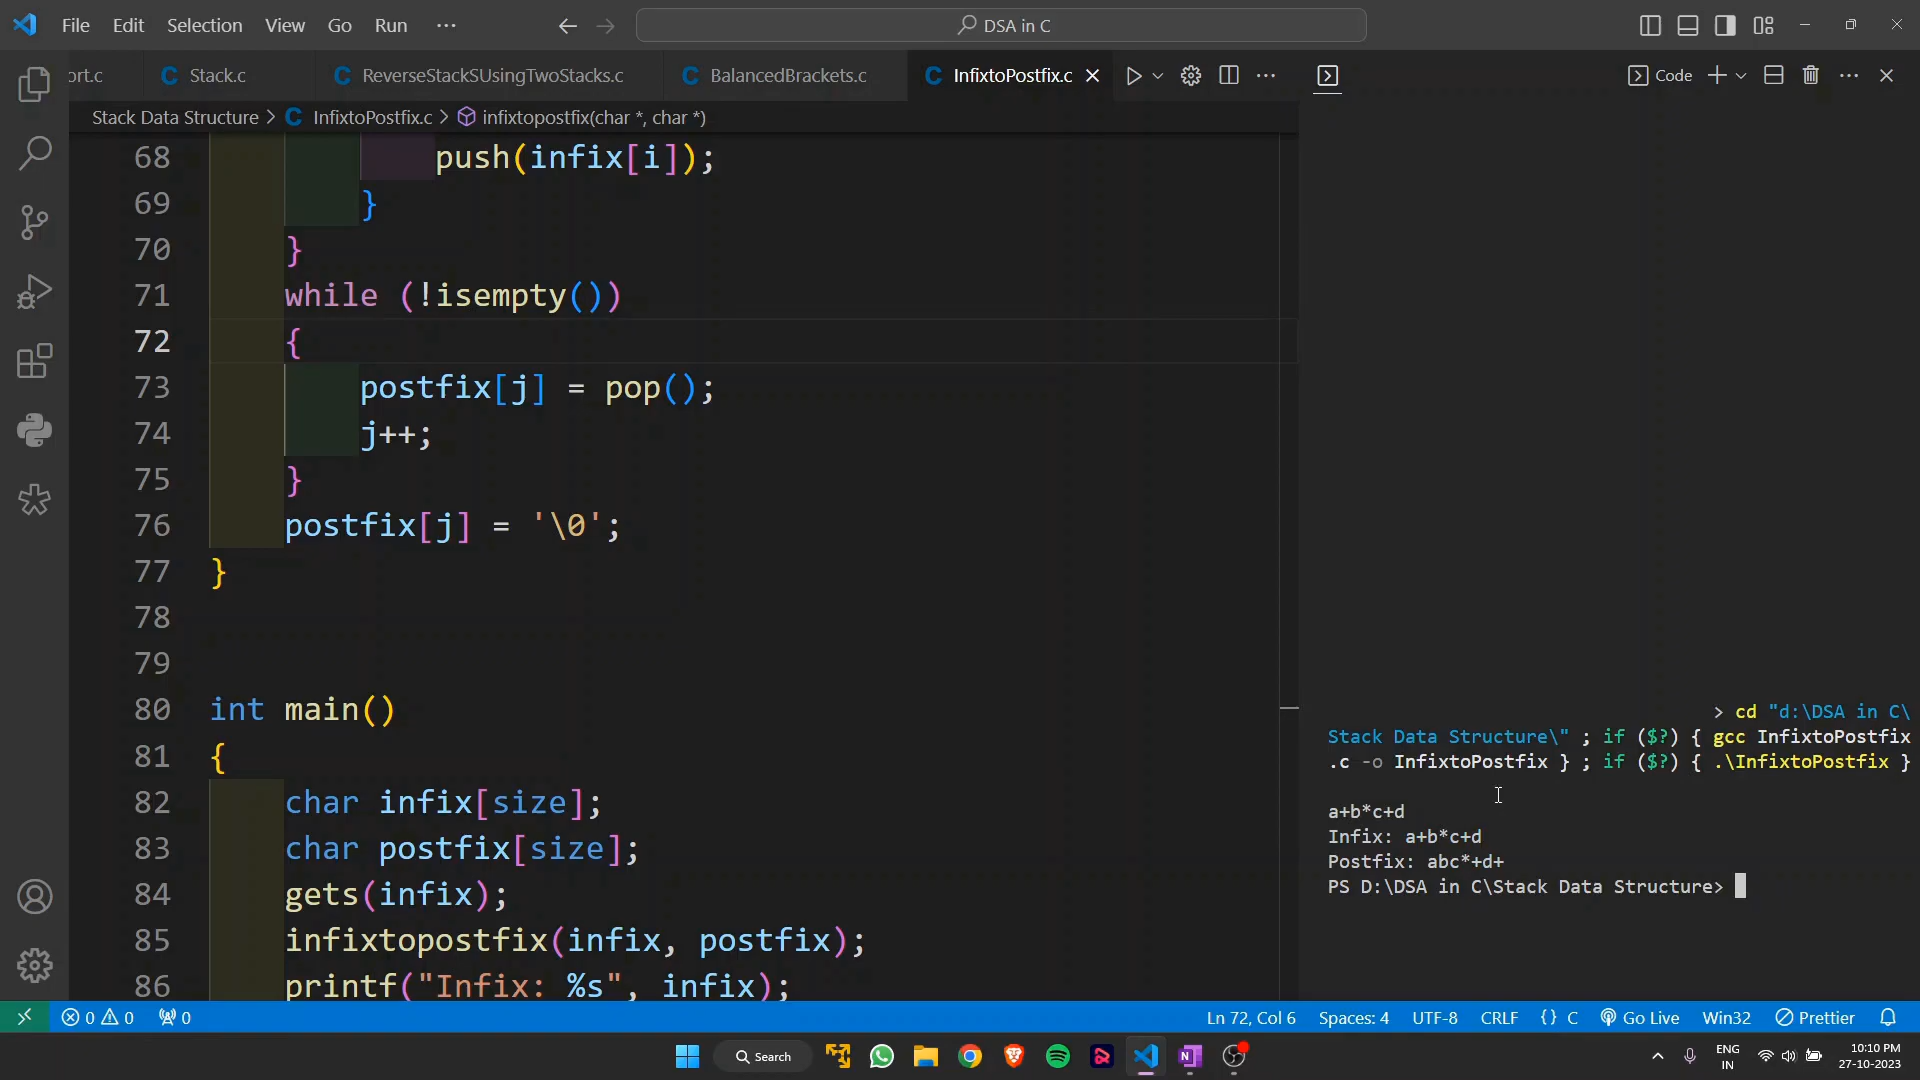 File Edit Selection View Go Run ··· DSA in C
ort.c Stack.c ReverseStackSUsingTwoStacks.c BalancedBrackets.c InfixtoPostfix.c Code
Stack Data Structure > InfixtoPostfix.c > infixtopostfix(char *, char *)
68 push(infix[i]);
69 }
70 }
71 while (!isempty())
72 {
73 postfix[j] = pop();
74 j++;
75 }
76 postfix[j] = '\0';
77 }
78
79
80 int main()
81 {
82 char infix[size];
83 char postfix[size];
84 gets(infix);
85 infixtopostfix(infix, postfix);
86 printf("Infix: %s", infix);
> cd "d:\DSA in C\
Stack Data Structure\" ; if ($?) { gcc InfixtoPostfix
.c -o InfixtoPostfix } ; if ($?) { .\InfixtoPostfix }
a+b*c+d
Infix: a+b*c+d
Postfix: abc*+d+
PS D:\DSA in C\Stack Data Structure>
0 0 0 Ln 72, Col 6 Spaces: 4 UTF-8 CRLF {} C Go Live Win32 Prettier
Search ENG IN 10:10 PM 27-10-2023